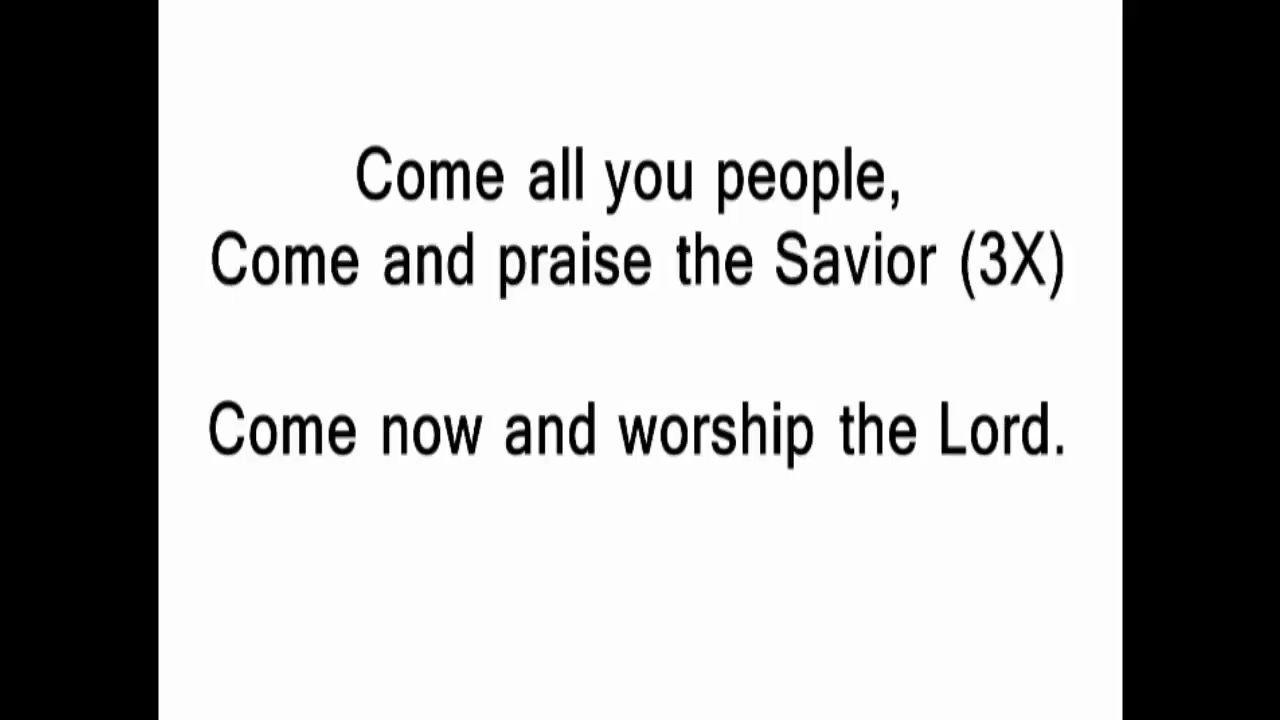 Come all you people,
Come and praise the Savior (3X)
Come now and worship the Lord.